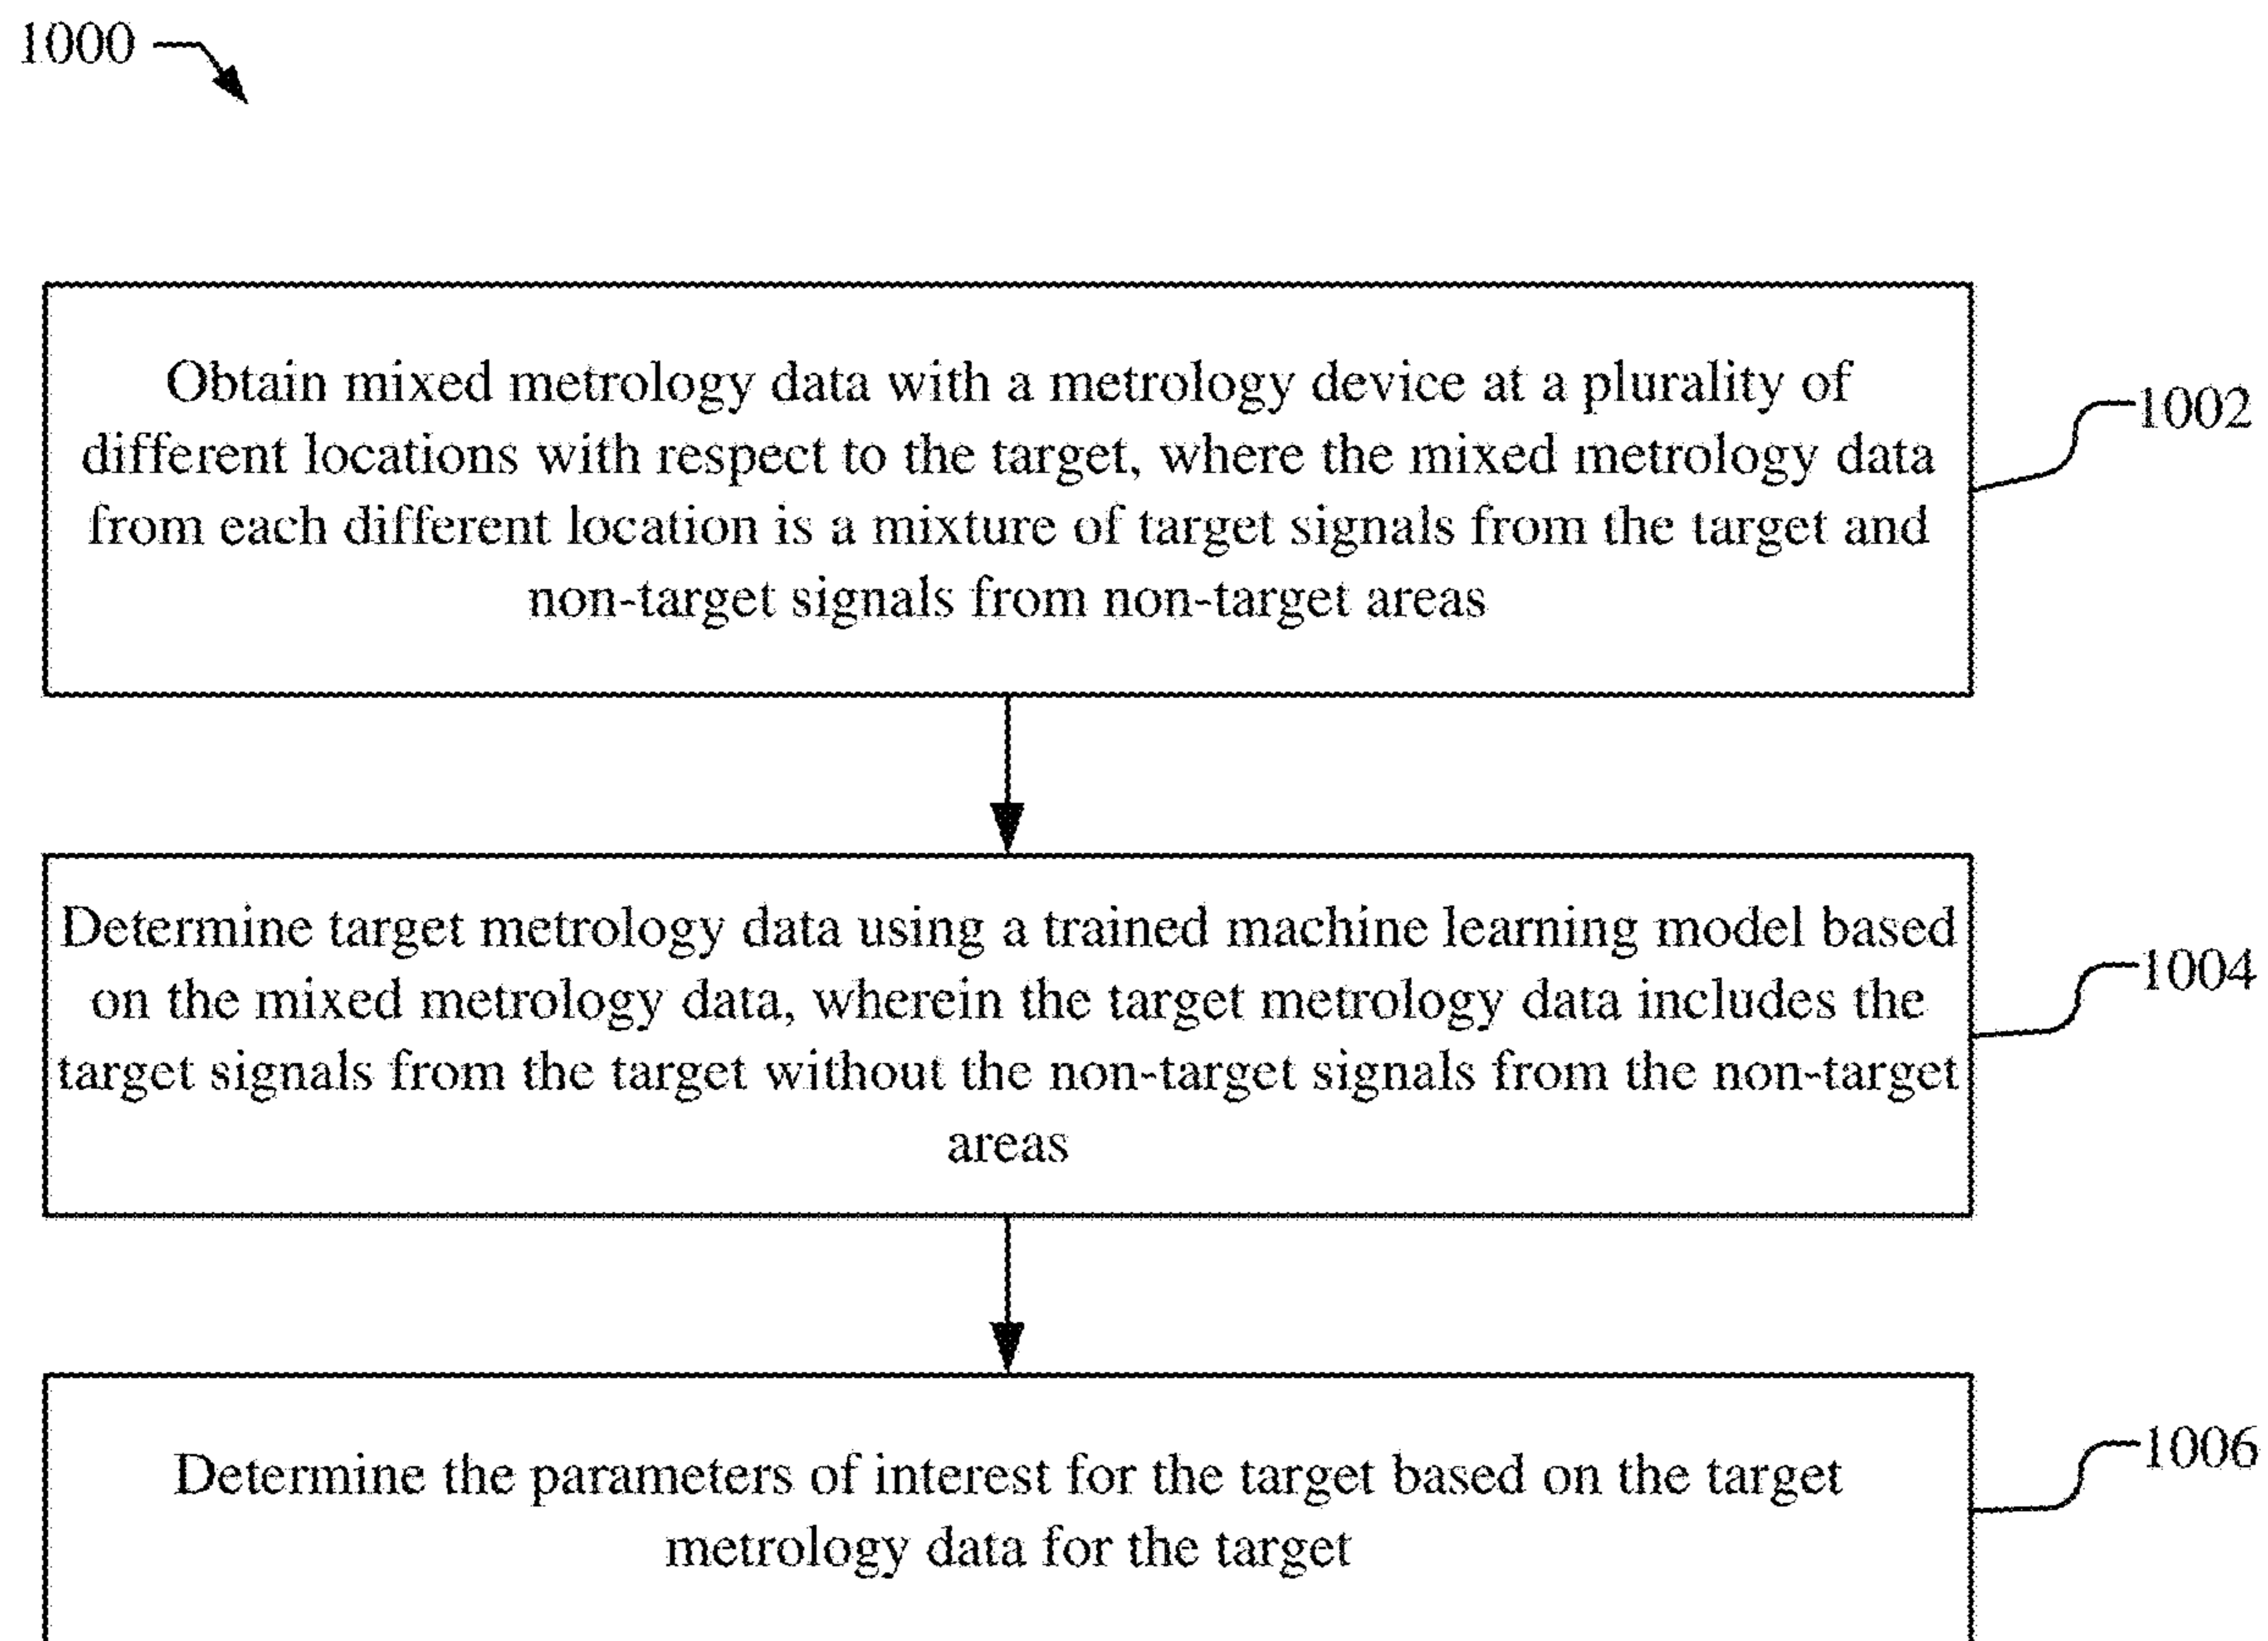 1000
Obtain mixed metrology data with a metrology device at a plurality of
different locations with respect to the target, where the mixed metrology data
from each different location is a mixture of target signals from the target and
non-target signals from non-target areas
1002
Determine target metrology data using a trained machine learning model based
on the mixed metrology data, wherein the target metrology data includes the
target signals from the target without the non-target signals from the non-target
areas
1004
Determine the parameters of interest for the target based on the target
metrology data for the target
1006